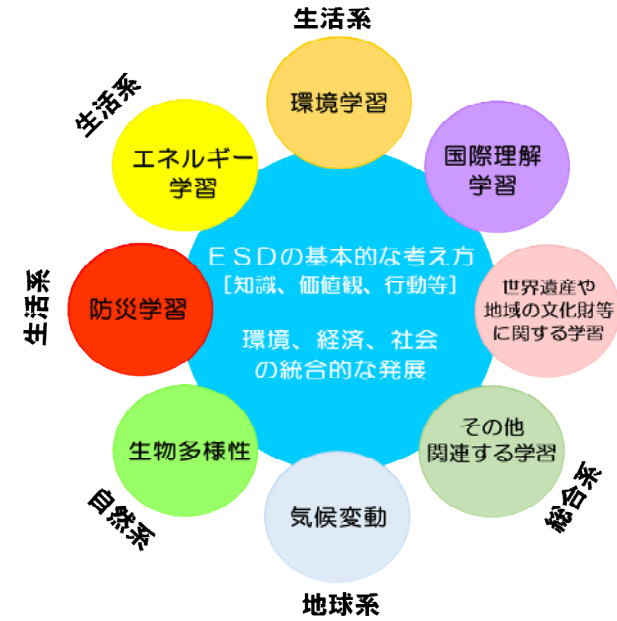 生活系
環境学習
生活系
エネルギー
学習
国際理解
学習
ESDの基本的な考え方
[知識、価値観、行動等]
環境、経済、社会
の統合的な発展
生活系
防災学習
世界遺産や
地域の文化財等
に関する学習
生物多様性
その他
関連する学習
自然系
気候変動
総合系
地球系